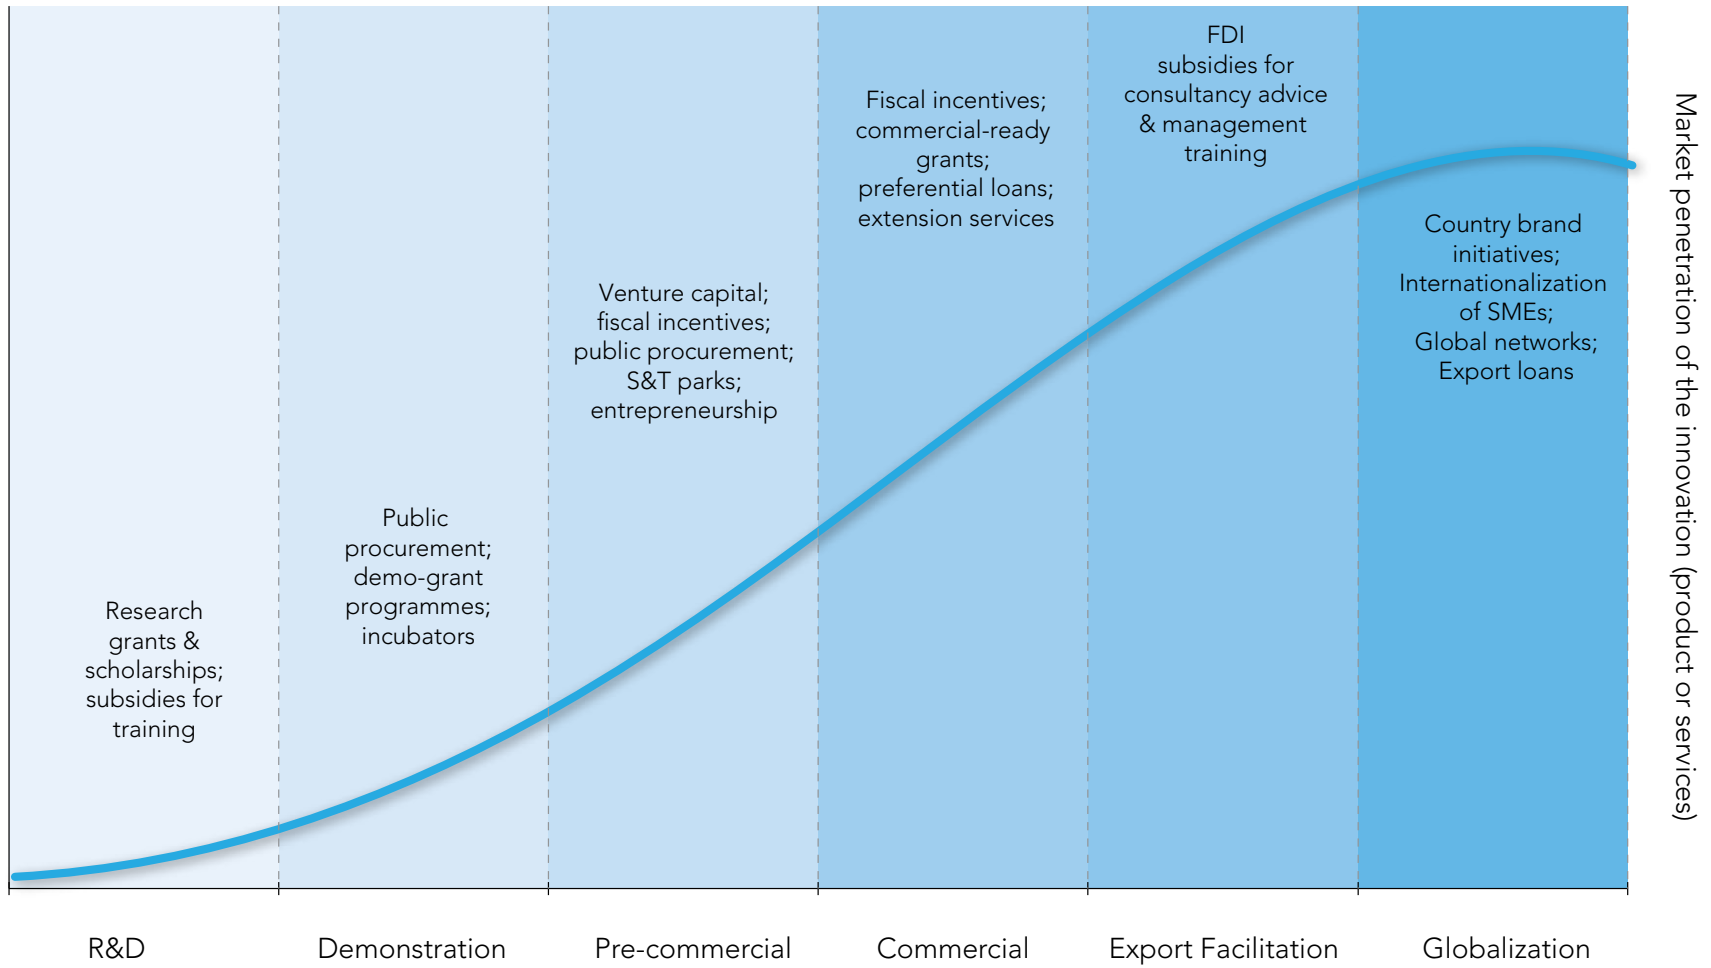 Research
grants &
scholarships;
subsidies for
training
Public
procurement;
demo-grant
programmes;
incubators
Venture capital;
fiscal incentives;
public procurement;
S&T parks;
entrepreneurship
Fiscal incentives;
commercial-ready
grants;
preferential loans;
extension services
FDI
subsidies for
consultancy advice
& management
training
Country brand
initiatives;
Internationalization
of SMEs;
Global networks;
Export loans
Market penetration of the innovation (product or services)
R&D
Demonstration
Pre-commercial
Commercial
Export Facilitation
Globalization